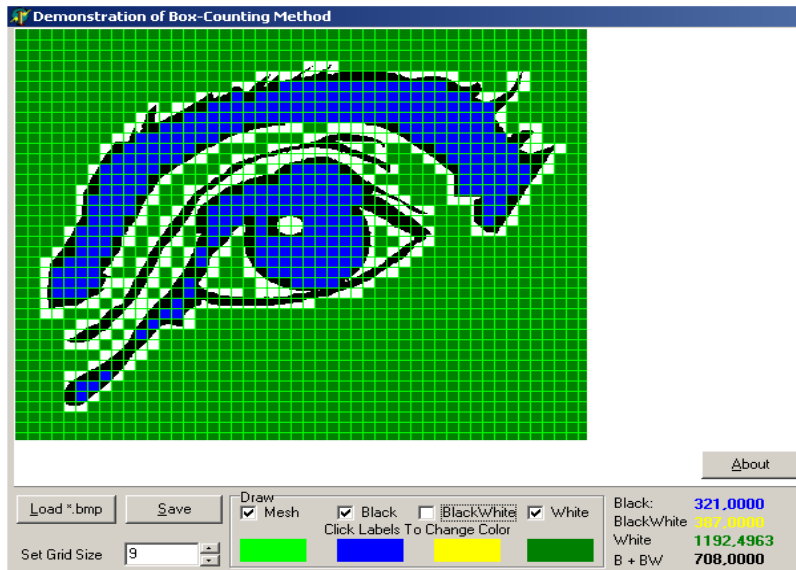 Demonstration of Box-Counting Method
About
Load *.bmp
Save
Draw
Mesh
Black
BlackWhite
White
Click Labels To Change Color
Set Grid Size
9
Black: 321,0000
BlackWhite 387,0000
White 1192,4963
B + BW 708,0000